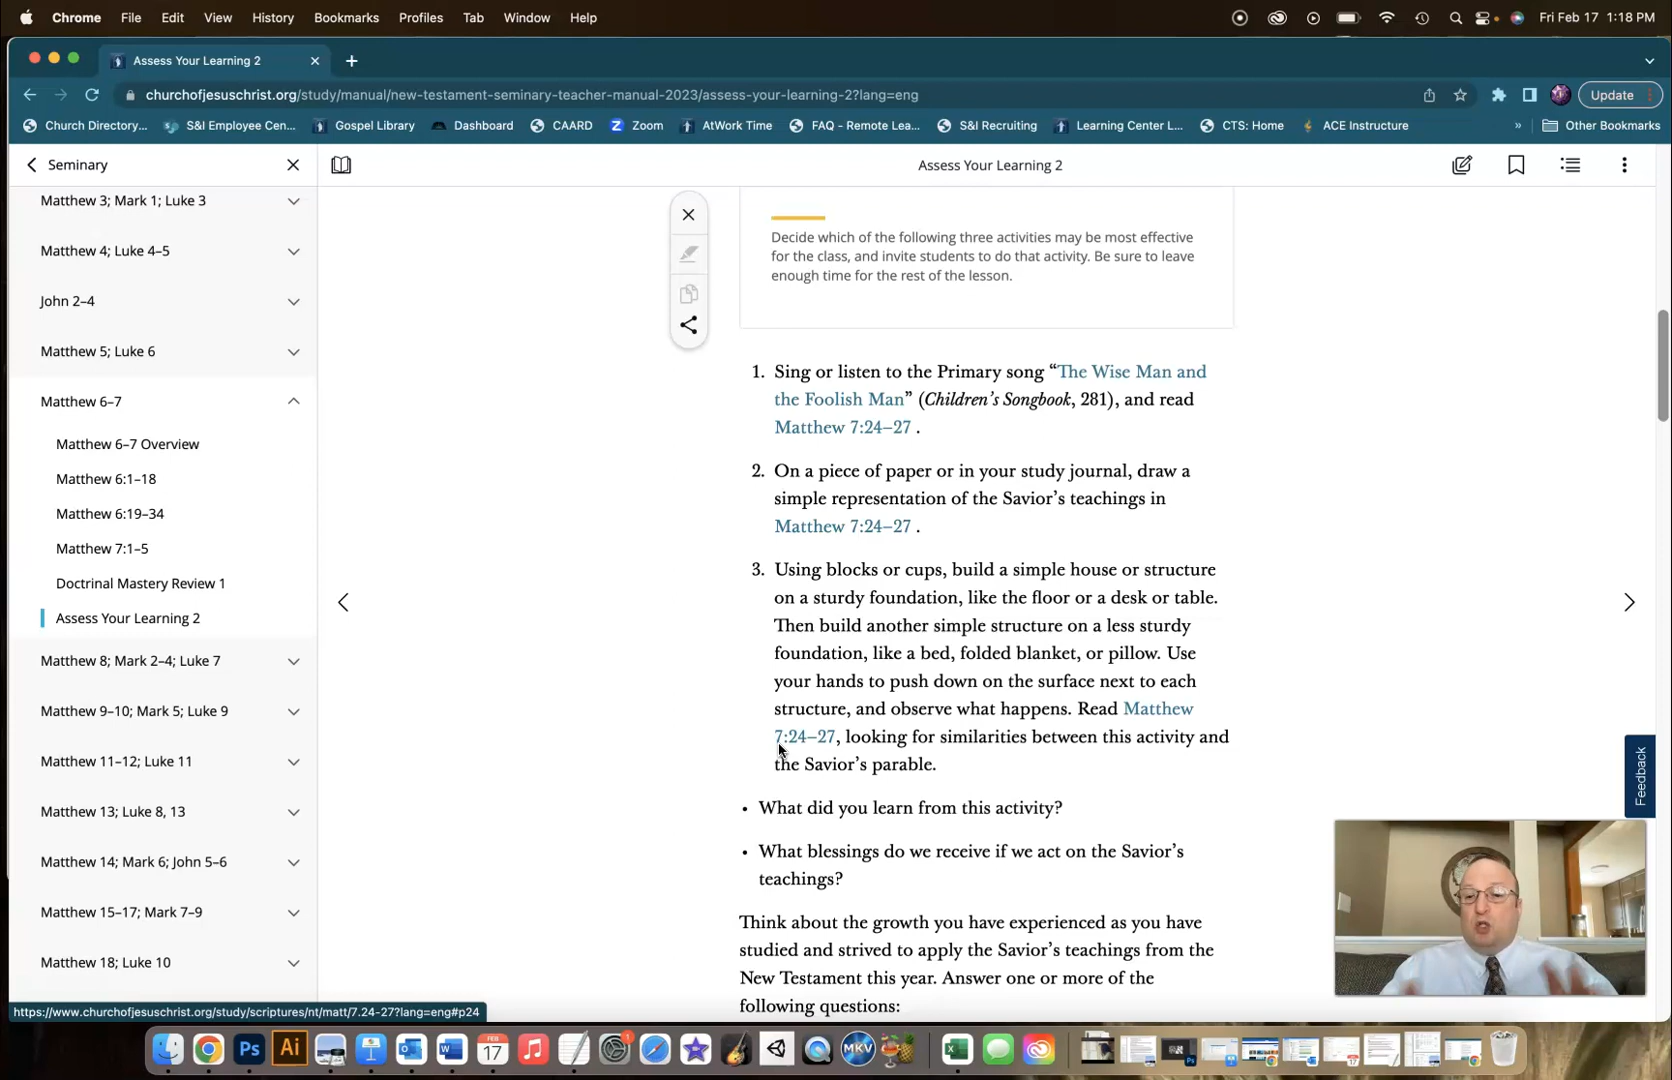 Chrome File Edit View History Bookmarks Profiles Tab Window Help Fri Feb 17 1:18 PM
Assess Your Learning 2
churchofjesuschrist.org/study/manual/new-testament-seminary-teacher-manual-2023/assess-your-learning-2?lang=eng Update
Church Directory... S&I Employee Cen... Gospel Library Dashboard CAARD Zoom AtWork Time FAQ - Remote Lea... S&I Recruiting Learning Center L... CTS: Home ACE Instructure » Other Bookmarks
Seminary
Assess Your Learning 2
Matthew 3; Mark 1; Luke 3
Matthew 4; Luke 4–5
John 2–4
Matthew 5; Luke 6
Matthew 6–7
Matthew 6–7 Overview
Matthew 6:1–18
Matthew 6:19–34
Matthew 7:1–5
Doctrinal Mastery Review 1
Assess Your Learning 2
Matthew 8; Mark 2–4; Luke 7
Matthew 9–10; Mark 5; Luke 9
Matthew 11–12; Luke 11
Matthew 13; Luke 8, 13
Matthew 14; Mark 6; John 5–6
Matthew 15–17; Mark 7–9
Matthew 18; Luke 10
Decide which of the following three activities may be most effective
for the class, and invite students to do that activity. Be sure to leave
enough time for the rest of the lesson.
1. Sing or listen to the Primary song “The Wise Man and
the Foolish Man” (Children’s Songbook, 281), and read
Matthew 7:24–27 .
2. On a piece of paper or in your study journal, draw a
simple representation of the Savior’s teachings in
Matthew 7:24–27 .
3. Using blocks or cups, build a simple house or structure
on a sturdy foundation, like the floor or a desk or table.
Then build another simple structure on a less sturdy
foundation, like a bed, folded blanket, or pillow. Use
your hands to push down on the surface next to each
structure, and observe what happens. Read Matthew
7:24–27, looking for similarities between this activity and
the Savior’s parable.
• What did you learn from this activity?
• What blessings do we receive if we act on the Savior’s
teachings?
Think about the growth you have experienced as you have
studied and strived to apply the Savior’s teachings from the
New Testament this year. Answer one or more of the
following questions:
Feedback
https://www.churchofjesuschrist.org/study/scriptures/nt/matt/7.24-27?lang=eng#p24
Ps Ai FEB 17 1 MKV